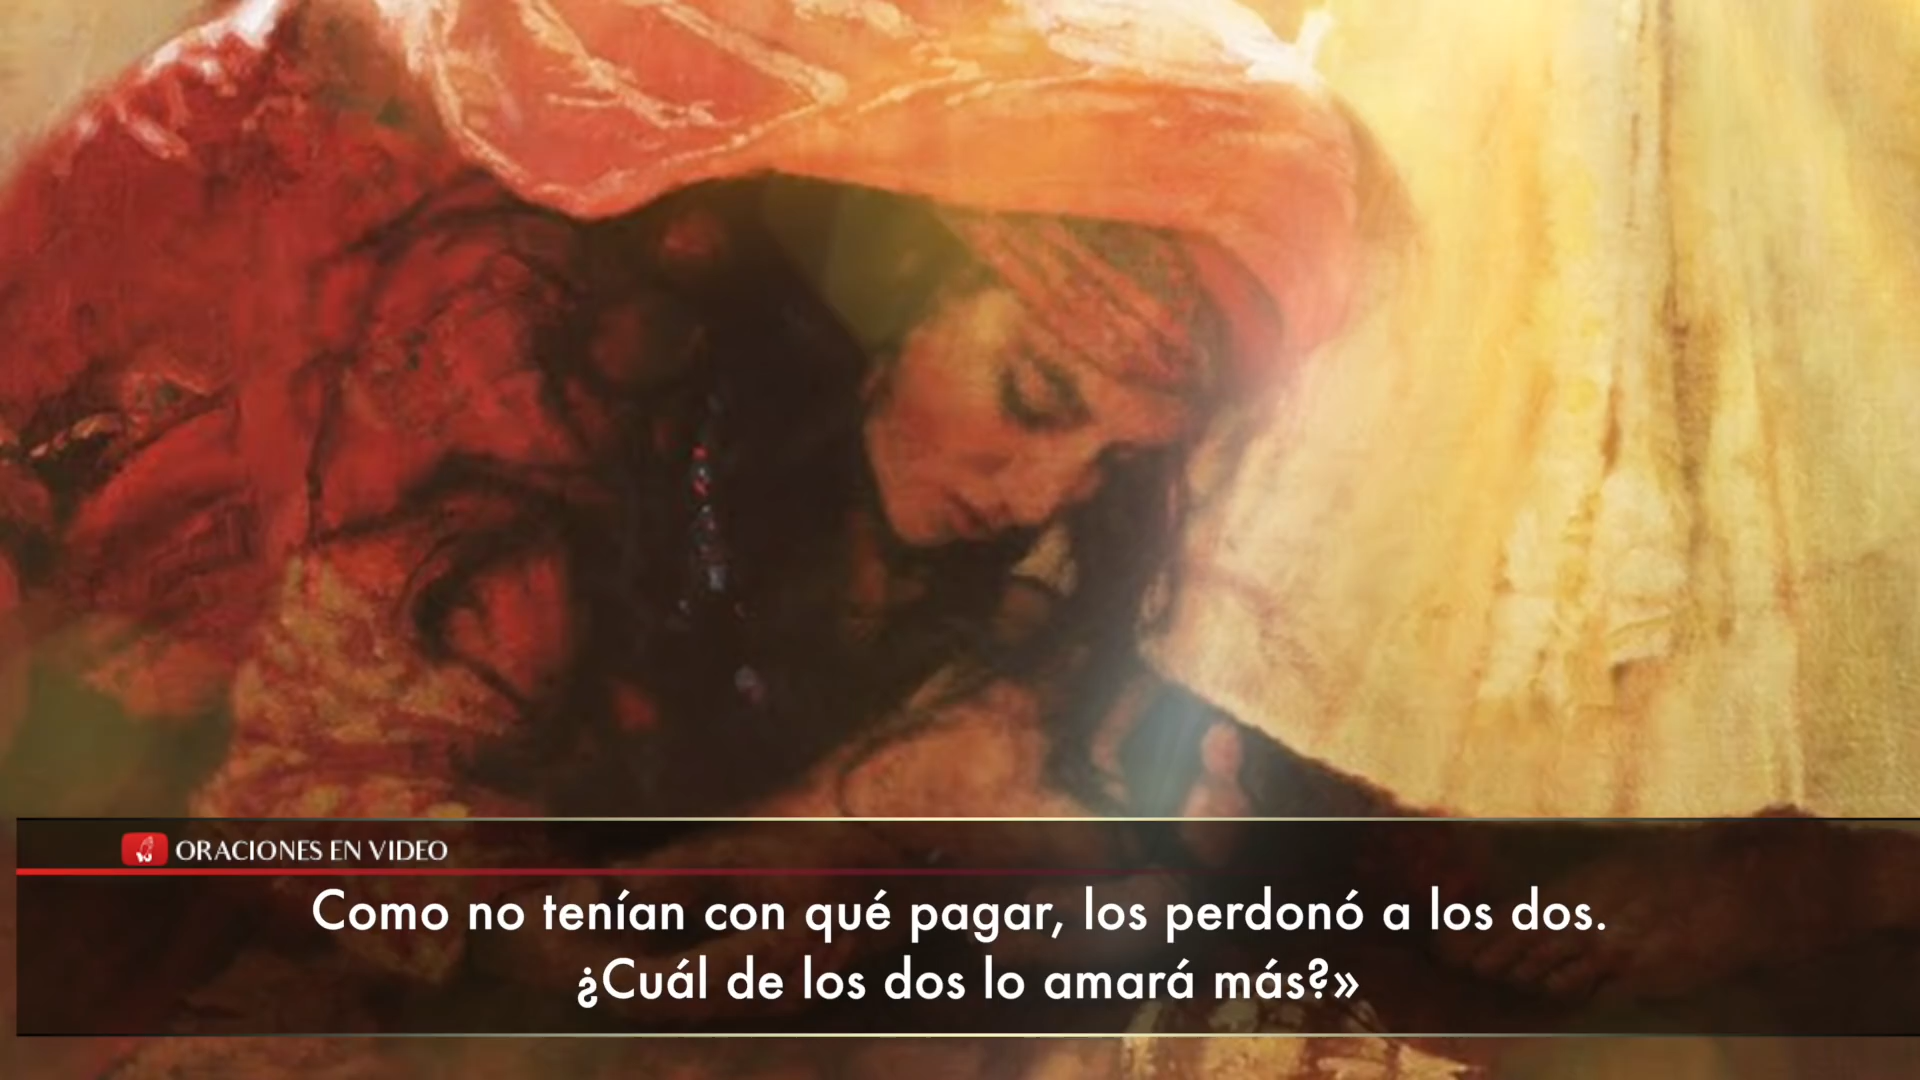 ORACIONES EN VIDEO
Como no tenían con qué pagar, los perdonó a los dos.
¿Cuál de los dos lo amará más?»